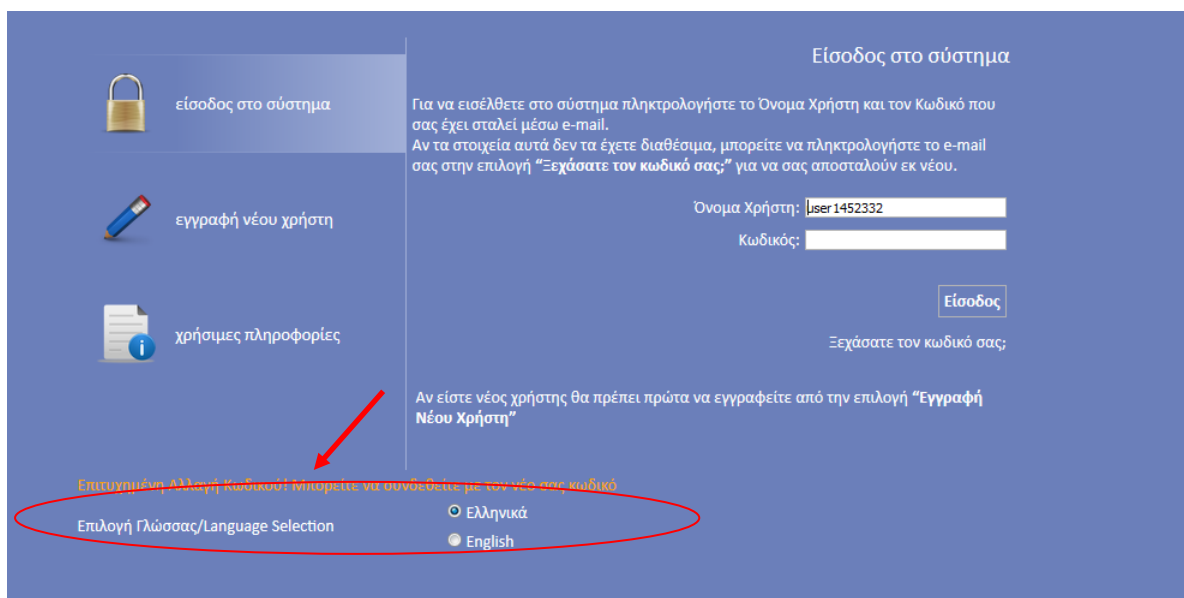 Είσοδος στο σύστημα
είσοδος στο σύστημα
Για να εισέλθετε στο σύστημα πληκτρολογήστε το Όνομα Χρήστη και τον Κωδικό που
σας έχει σταλεί μέσω e-mail.
Αν τα στοιχεία αυτά δεν τα έχετε διαθέσιμα, μπορείτε να πληκτρολογήστε το e-mail
σας στην επιλογή “Ξεχάσατε τον κωδικό σας;” για να σας αποσταλούν εκ νέου.
εγγραφή νέου χρήστη
Όνομα Χρήστη: user1452332
Κωδικός:
Είσοδος
χρήσιμες πληροφορίες
Ξεχάσατε τον κωδικό σας;
Αν είστε νέος χρήστης θα πρέπει πρώτα να εγγραφείτε από την επιλογή “Εγγραφή
Νέου Χρήστη”
Επιτυχημένη Αλλαγή Κωδικού! Μπορείτε να συνδεθείτε με τον νέο σας κωδικό
Επιλογή Γλώσσας/Language Selection
Ελληνικά
English